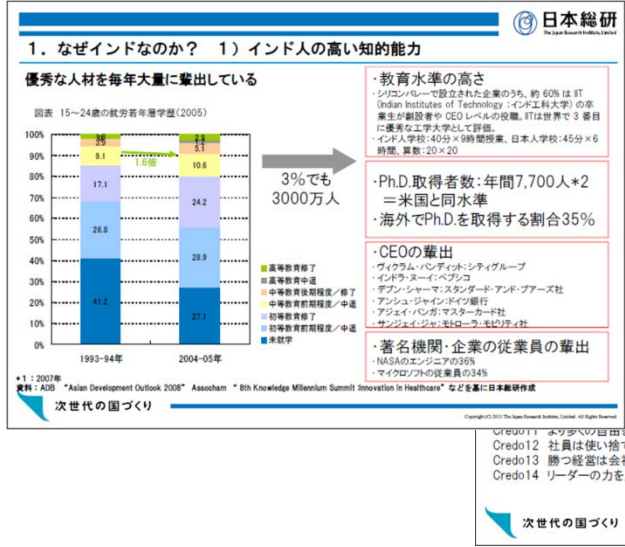 日本総研
The Japan Research Institute, Limited
1．なぜインドなのか？　1）インド人の高い知的能力
優秀な人材を毎年大量に輩出している
図表　15～24歳の就労若年層学歴（2005）
100%
90%
80%
70%
60%
50%
40%
30%
20%
10%
0%
3.9
9.1
17.1
26.8
41.2
1.6倍
2.9
5.1
10.6
24.2
28.9
27.1
1993-94年
2004-05年
高等教育修了
高等教育中退
中等教育後期程度／修了
中等教育前期程度／中退
初等教育修了
初等教育前期程度／中退
未就学
3%でも
3000万人
・教育水準の高さ
・シリコンバレーで設立された企業のうち、約 60% は IIT
(Indian Institutes of Technology：インド工科大学) の卒
業生が創設者や CEO レベルの役職。IITは世界で 3 番目
に優秀な工学大学として評価。
・インド人学校：40分×9時間授業、日本人学校：45分×6
時間、算数：20×20
・Ph.D.取得者数：年間7,700人*2
＝米国と同水準
・海外でPh.D.を取得する割合35%
・CEOの輩出
・ヴィクラム・パンディット：シティグループ
・インドラ・ヌーイ：ペプシコ
・デブン・シャーマ：スタンダード・アンド・プアーズ社
・アンシュ・ジャイン：ドイツ銀行
・アジェイ・バンガ：マスターカード社
・サンジェイ・ジャ：モトローラ・モビリティ社
・著名機関・企業の従業員の輩出
・NASAのエンジニアの36%
・マイクロソフトの従業員の34%
*1：2007年
資料：ADB "Asian Development Outlook 2008" Assocham " 8th Knowledge Millennium Summit :Innovation in Healthcare" などを基に日本総研作成
次世代の国づくり
Copyright(C) 2011 The Japan Research Institute, Limited. All Rights Reserved.
Credo11 より多くの自由を
Credo12 社員は使い捨て
Credo13 勝つ経営は会社
Credo14 リーダーの力を
次世代の国づくり